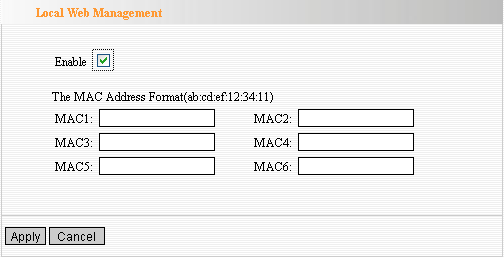 Local Web Management
Enable
The MAC Address Format(ab:cd:ef:12:34:11)
MAC1: MAC2:
MAC3: MAC4:
MAC5: MAC6:
Apply Cancel